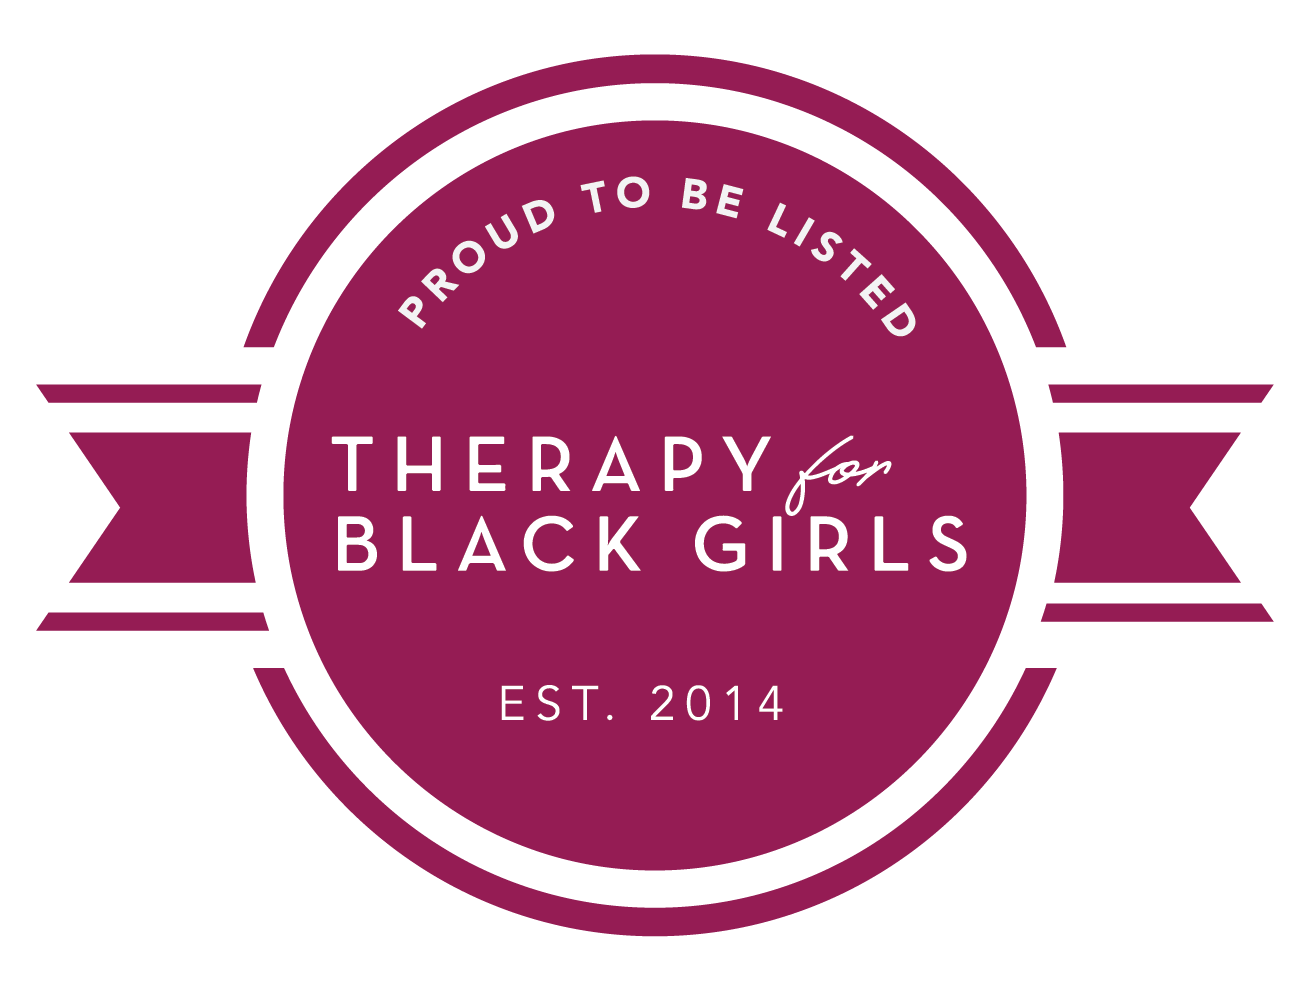 PROUD TO BE LISTED
THERAPY for
BLACK GIRLS
EST. 2014